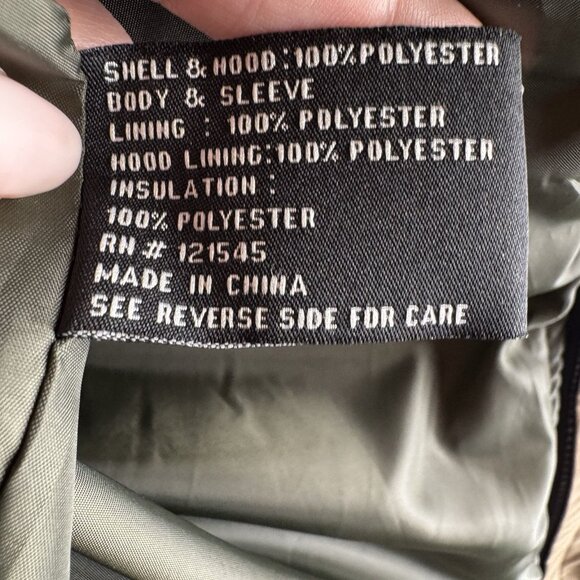 SHELL & HOOD:100% POLYESTER
BODY & SLEEVE
LINING : 100% POLYESTER
HOOD LINING:100% POLYESTER
INSULATION :
100% POLYESTER
RN# 121545
MADE IN CHINA
SEE REVERSE SIDE FOR CARE